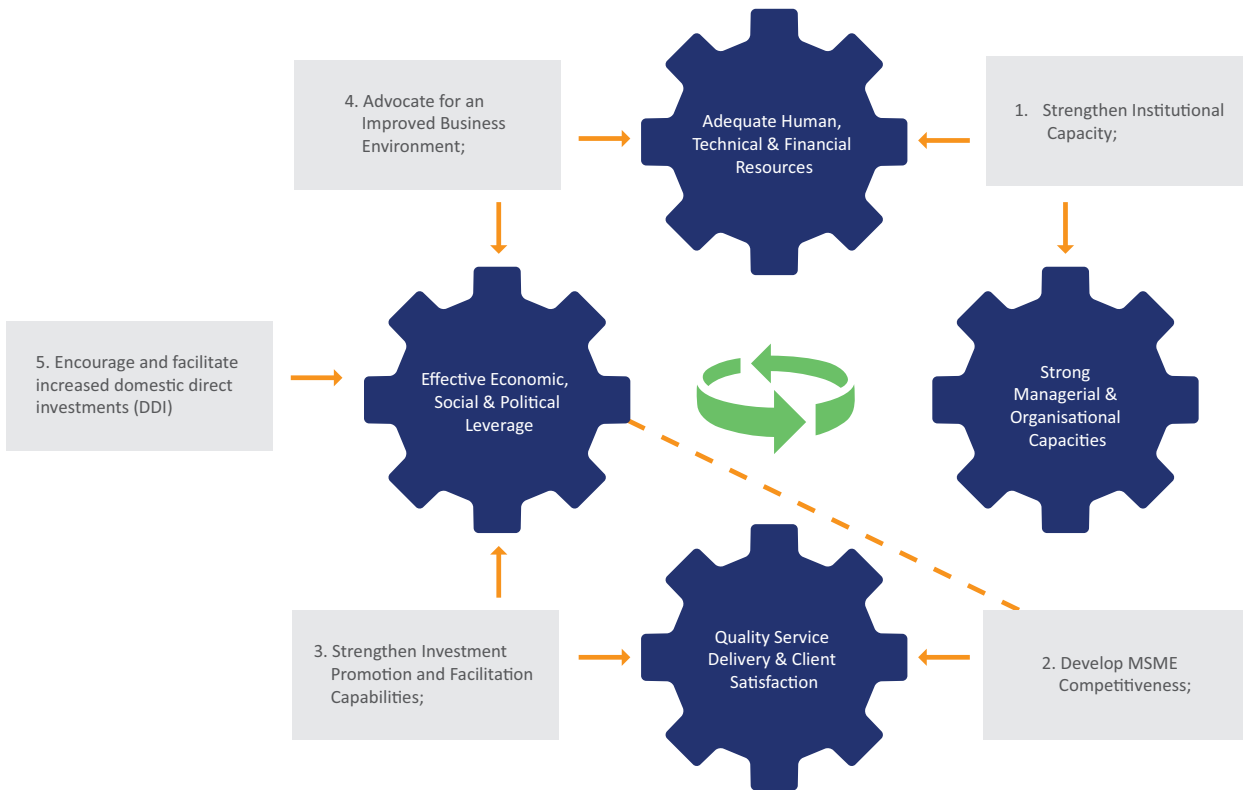 4. Advocate for an
Improved Business
Environment;
Adequate Human,
Technical & Financial
Resources
1. Strengthen Institutional
Capacity;
5. Encourage and facilitate
increased domestic direct
investments (DDI)
Effective Economic,
Social & Political
Leverage
Strong
Managerial &
Organisational
Capacities
3. Strengthen Investment
Promotion and Facilitation
Capabilities;
Quality Service
Delivery & Client
Satisfaction
2. Develop MSME
Competitiveness;